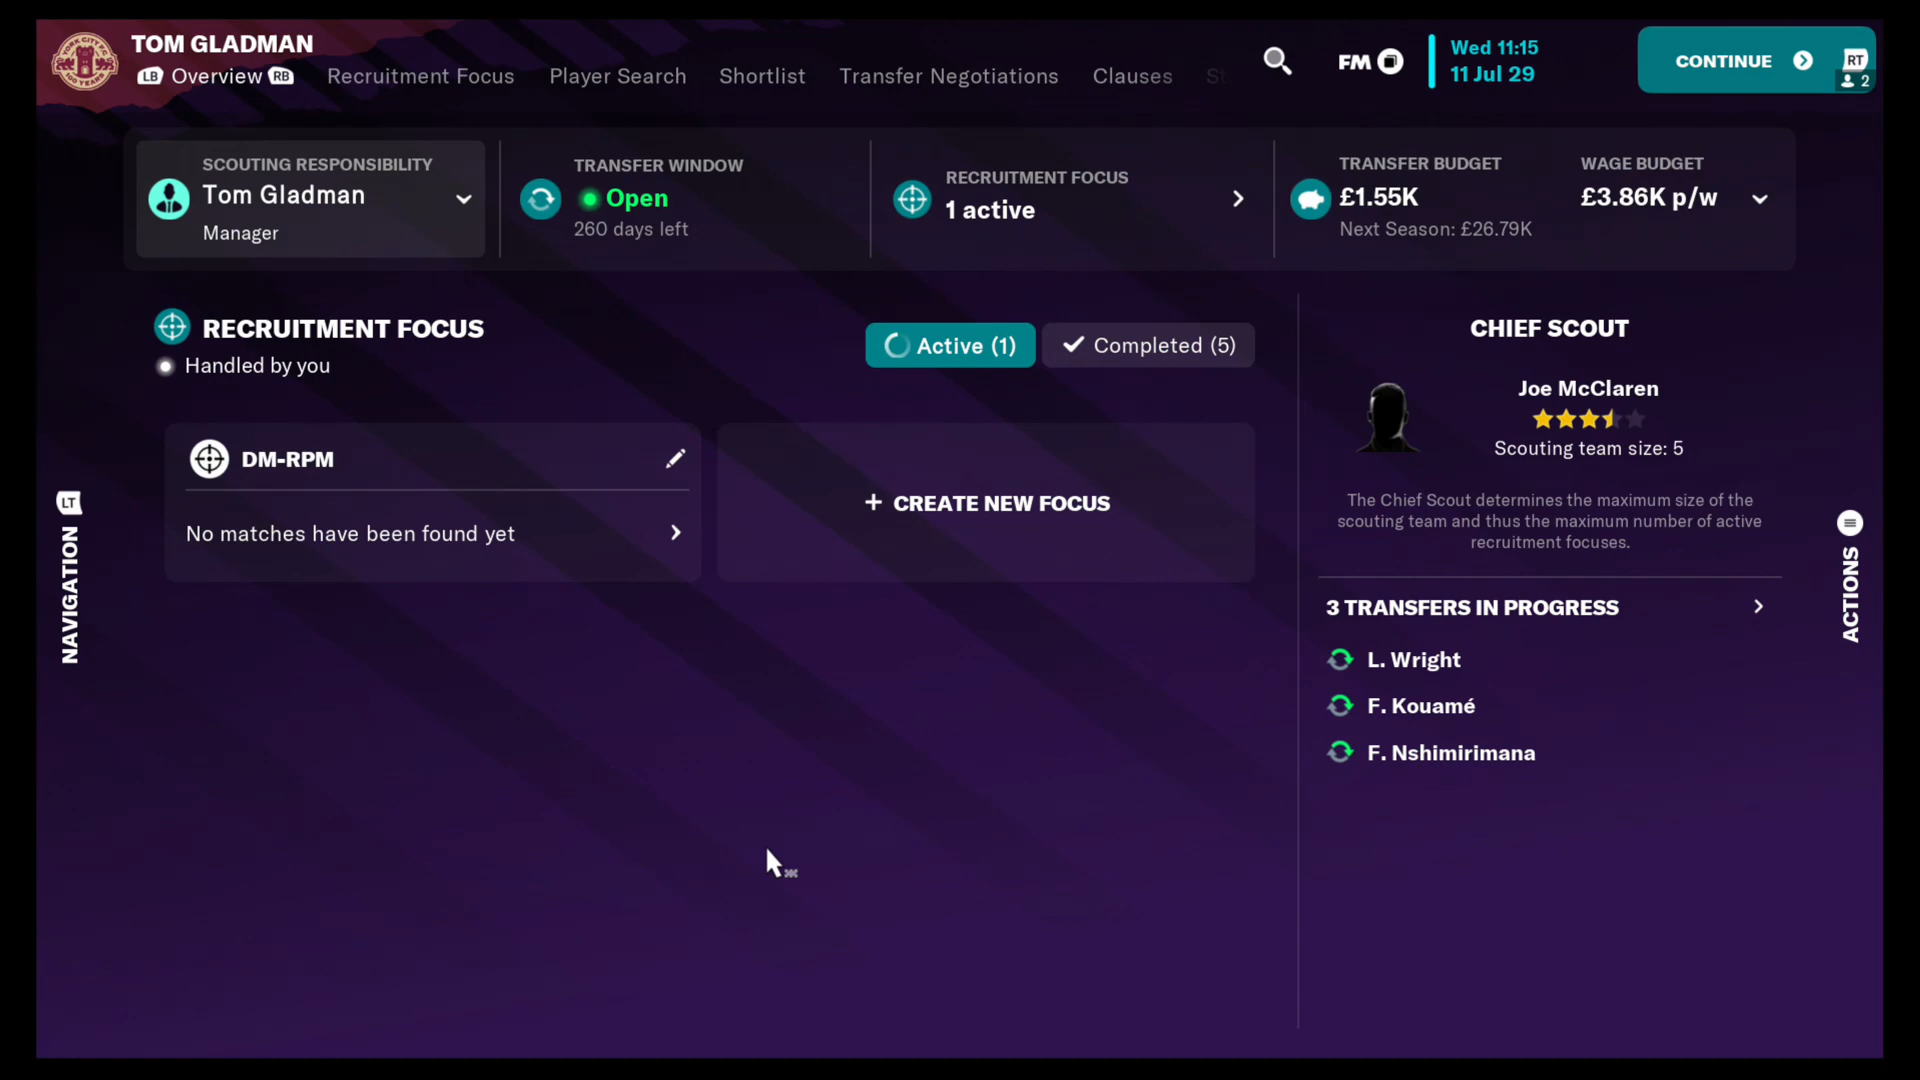 TOM GLADMAN
LB Overview RB Recruitment Focus Player Search Shortlist Transfer Negotiations Clauses
FM
Wed 11:15
11 Jul 29
CONTINUE
RT
2
SCOUTING RESPONSIBILITY
Tom Gladman
Manager
TRANSFER WINDOW
Open
260 days left
RECRUITMENT FOCUS
1 active
TRANSFER BUDGET
£1.55K
Next Season: £26.79K
WAGE BUDGET
£3.86K p/w
RECRUITMENT FOCUS
Handled by you
Active (1)
Completed (5)
DM-RPM
No matches have been found yet
+ CREATE NEW FOCUS
CHIEF SCOUT
Joe McClaren
Scouting team size: 5
The Chief Scout determines the maximum size of the
scouting team and thus the maximum number of active
recruitment focuses.
3 TRANSFERS IN PROGRESS
L. Wright
F. Kouamé
F. Nshimirimana
LT
NAVIGATION
ACTIONS